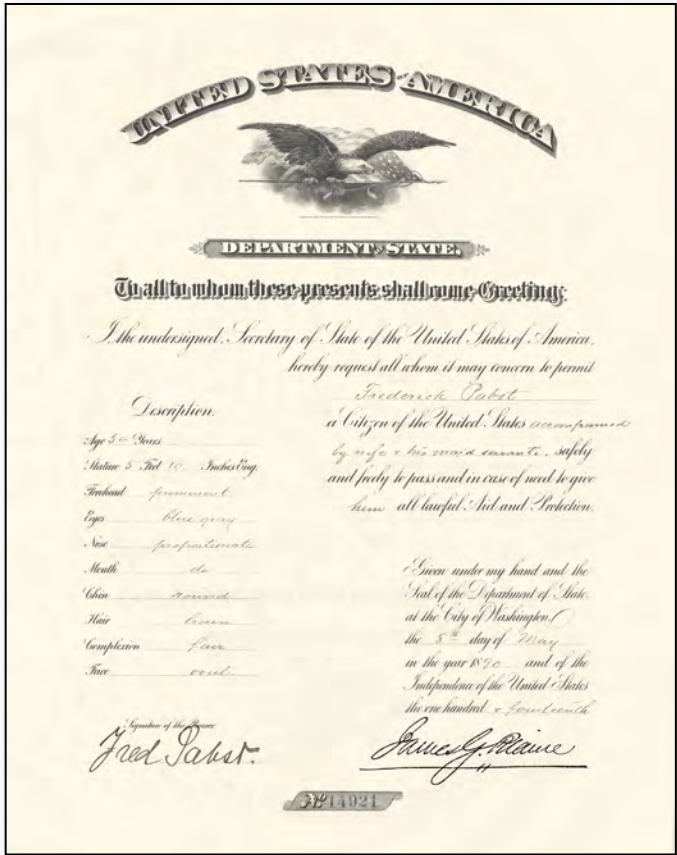 UNITED STATES OF AMERICA
DEPARTMENT OF STATE.
To all to whom these presents shall come Greeting:
I the undersigned, Secretary of State of the United States of America,
hereby request all whom it may concern to permit
Frederick Pabst
a Citizen of the United States accompanied
by wife & his maid servants, safely
and freely to pass and in case of need to give
him all lawful Aid and Protection.
Description.
Age 54 Years
Stature 5 Feet 10 Inches Eng.
Forehead prominent
Eyes blue gray
Nose proportionate
Mouth do
Chin round
Hair brown
Complexion fair
Face oval
Signature of the Bearer
Fred Pabst.
Given under my hand and the
Seal of the Department of State,
at the City of Washington,
the 8th day of May
in the year 1890 and of the
Independence of the United States
the one hundred & fourteenth
James G. Blaine
No 14921